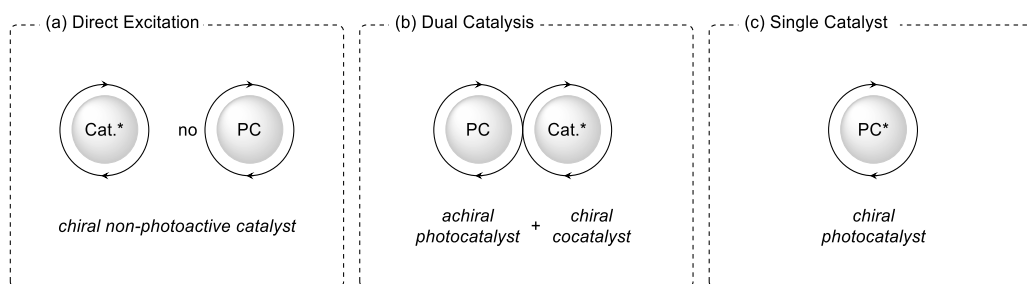 (a) Direct Excitation
Cat.*
no
PC
chiral non-photoactive catalyst
(b) Dual Catalysis
PC
Cat.*
achiral
photocatalyst
+
chiral
cocatalyst
(c) Single Catalyst
PC*
chiral
photocatalyst